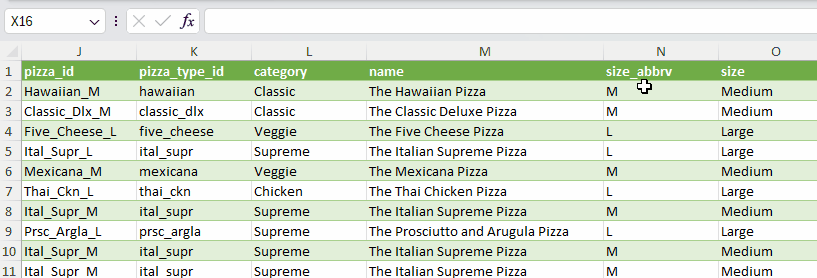 X16 fx
J K L M N O
1 pizza_id pizza_type_id category name size_abbrv size
2 Hawaiian_M hawaiian Classic The Hawaiian Pizza M Medium
3 Classic_Dlx_M classic_dlx Classic The Classic Deluxe Pizza M Medium
4 Five_Cheese_L five_cheese Veggie The Five Cheese Pizza L Large
5 Ital_Supr_L ital_supr Supreme The Italian Supreme Pizza L Large
6 Mexicana_M mexicana Veggie The Mexicana Pizza M Medium
7 Thai_Ckn_L thai_ckn Chicken The Thai Chicken Pizza L Large
8 Ital_Supr_M ital_supr Supreme The Italian Supreme Pizza M Medium
9 Prsc_Argla_L prsc_argla Supreme The Prosciutto and Arugula Pizza L Large
10 Ital_Supr_M ital_supr Supreme The Italian Supreme Pizza M Medium
11 Ital_Supr_M ital_supr Supreme The Italian Supreme Pizza M Medium